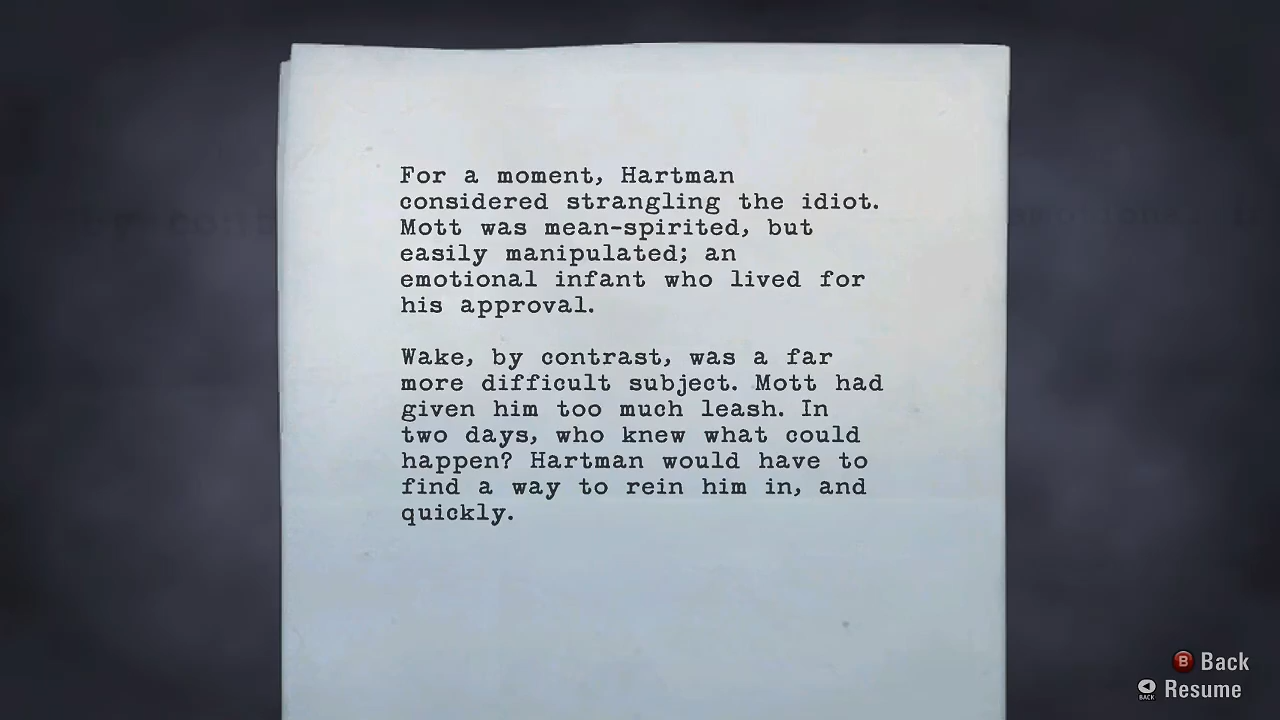 For a moment, Hartman
considered strangling the idiot.
Mott was mean-spirited, but
easily manipulated; an
emotional infant who lived for
his approval.
Wake, by contrast, was a far
more difficult subject. Mott had
given him too much leash. In
two days, who knew what could
happen? Hartman would have to
find a way to rein him in, and
quickly.
B Back
BACK Resume